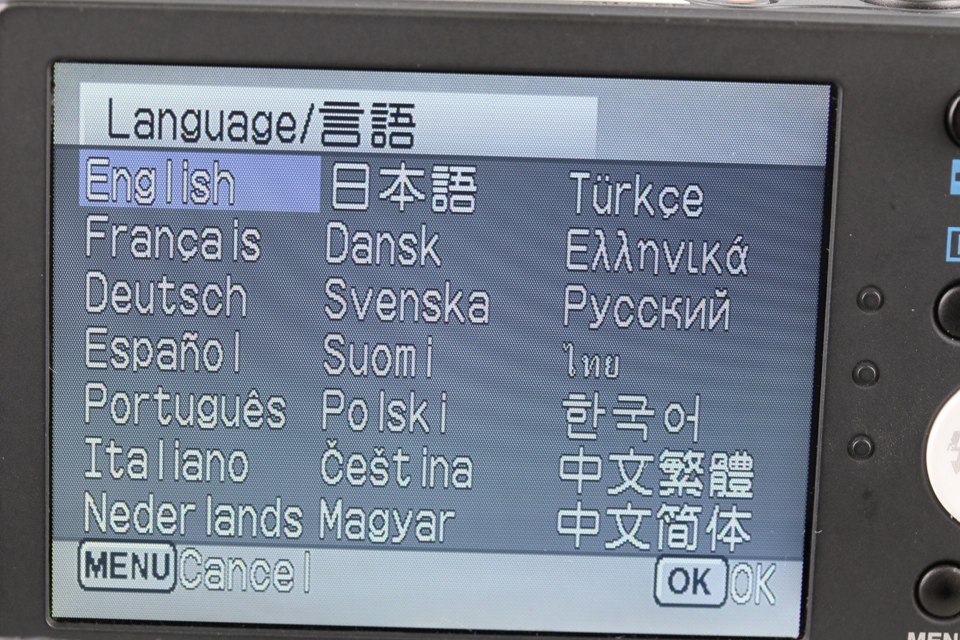 Language/言語
English 日本語 Türkçe
Français Dansk Ελληνικά
Deutsch Svenska Русский
Español Suomi ไทย
Português Polski 한국어
Italiano Čeština 中文繁體
Nederlands Magyar 中文简体
MENU Cancel OK OK